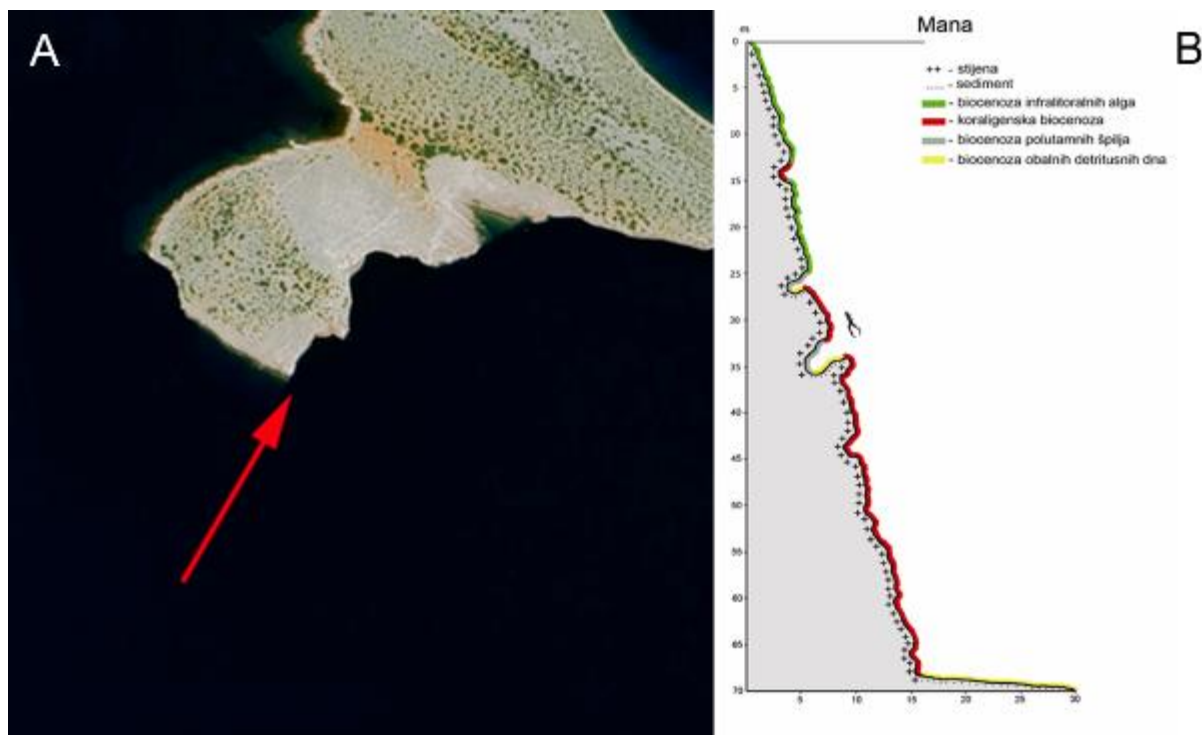 A
Mana
B
m
++ - stijena
- sediment
- biocenoza infralitoralnih alga
- koraligenska biocenoza
- biocenoza polutamnih špilja
- biocenoza obalnih detritusnih dna
0
5
10
15
20
25
30
35
40
45
50
55
60
65
70
5
10
15
20
25
30